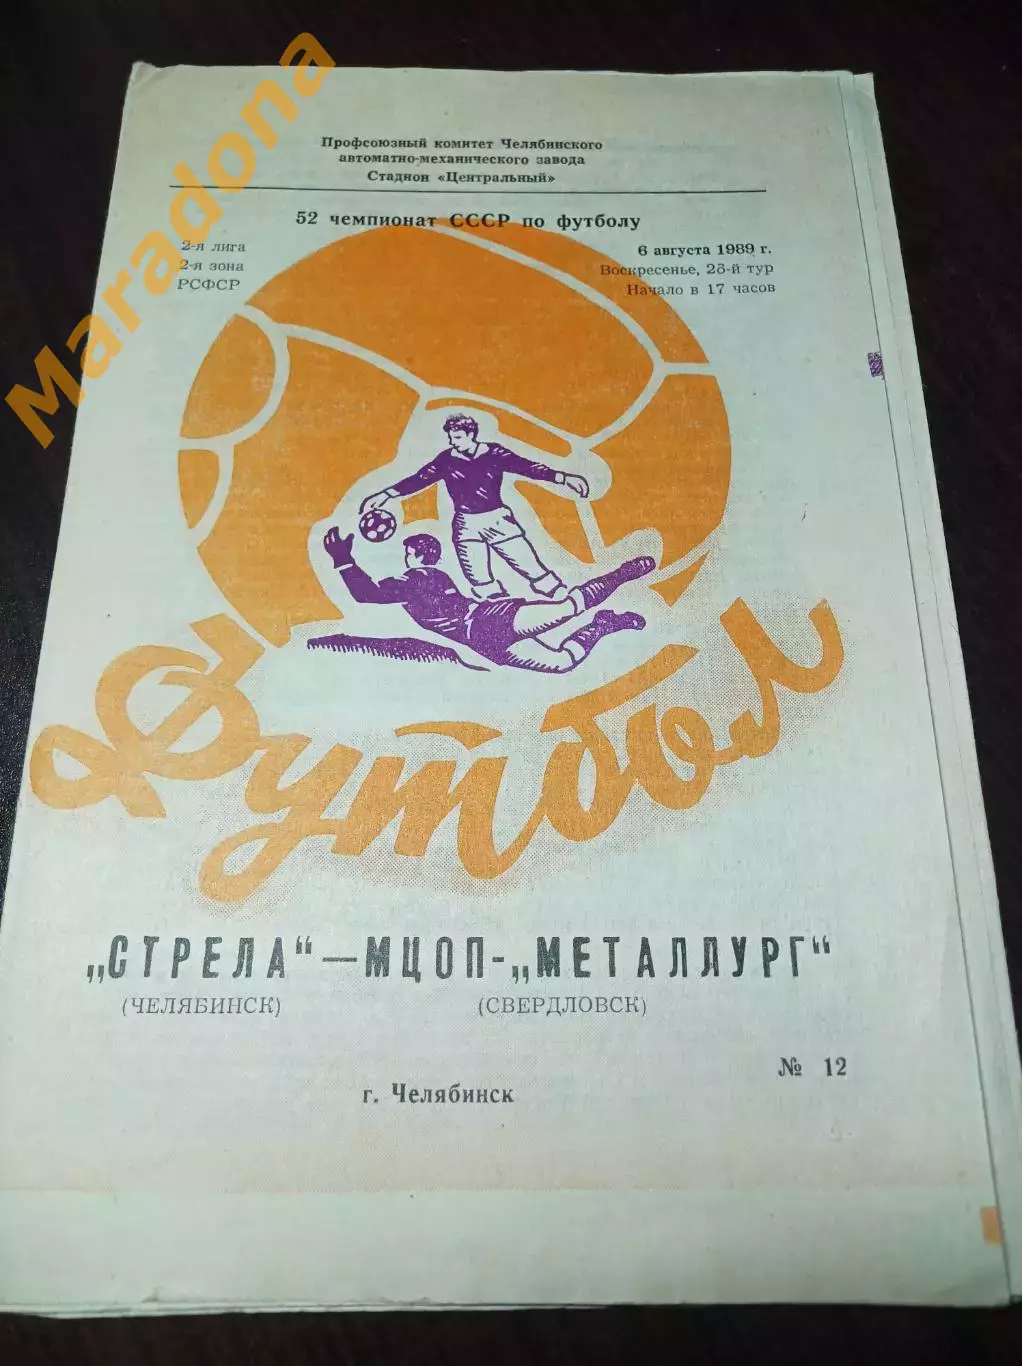 Maradona
Профсоюзный комитет Челябинского
автоматно-механического завода
Стадион «Центральный»
52 чемпионат СССР по футболу
2-я лига
2-я зона
РСФСР
6 августа 1989 г.
Воскресенье, 26-й тур
Начало в 17 часов
Футбол
„СТРЕЛА“—МЦОП-„МЕТАЛЛУРГ“
(ЧЕЛЯБИНСК) (СВЕРДЛОВСК)
№ 12
г. Челябинск